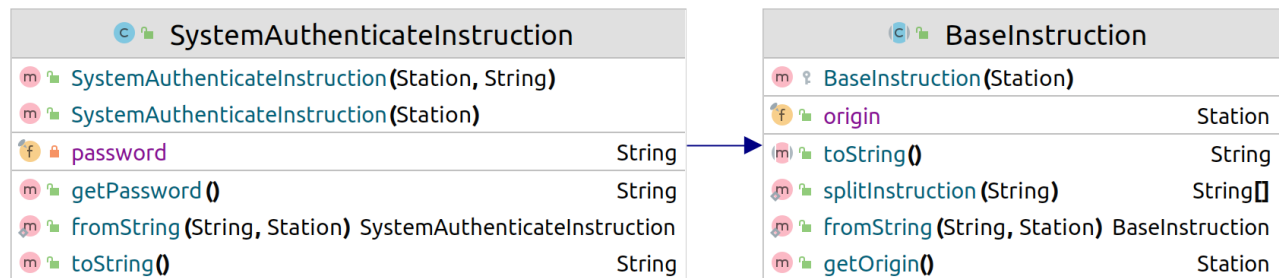 SystemAuthenticateInstruction
SystemAuthenticateInstruction(Station, String)
SystemAuthenticateInstruction(Station)
password String
getPassword() String
fromString(String, Station) SystemAuthenticateInstruction
toString() String
BaseInstruction
BaseInstruction(Station)
origin Station
toString() String
splitInstruction(String) String[]
fromString(String, Station) BaseInstruction
getOrigin() Station